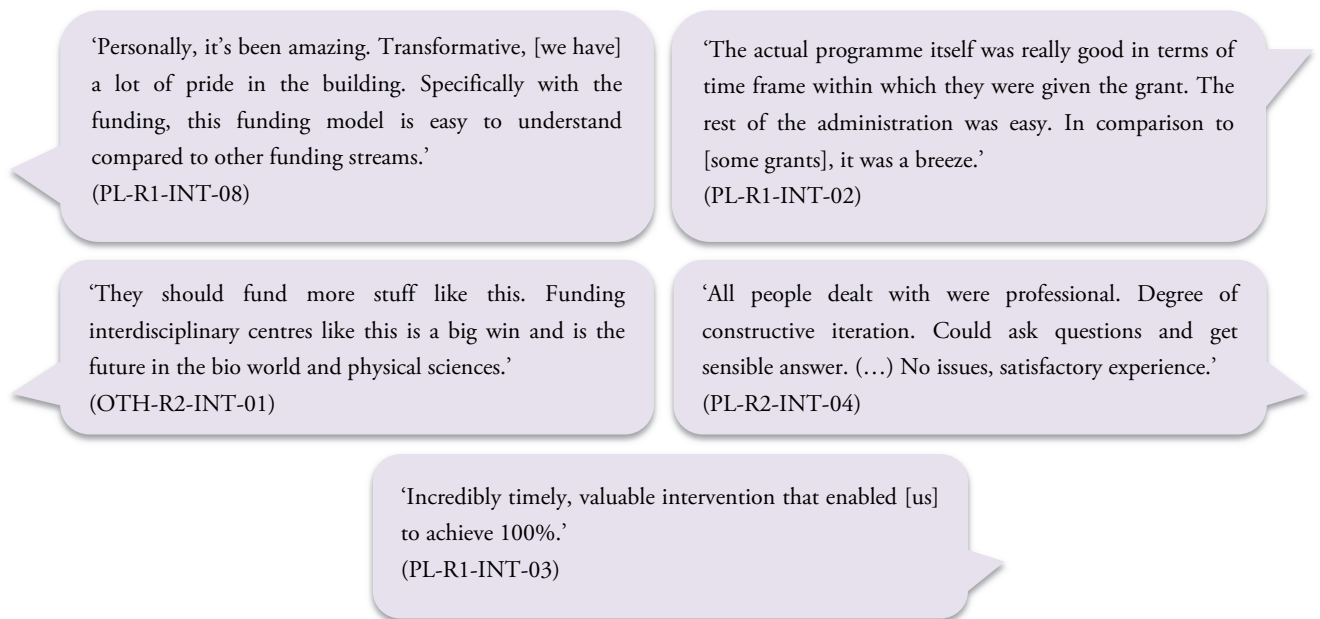 ‘Personally, it’s been amazing. Transformative, [we have]
a lot of pride in the building. Specifically with the
funding, this funding model is easy to understand
compared to other funding streams.’
(PL-R1-INT-08)
‘The actual programme itself was really good in terms of
time frame within which they were given the grant. The
rest of the administration was easy. In comparison to
[some grants], it was a breeze.’
(PL-R1-INT-02)
‘They should fund more stuff like this. Funding
interdisciplinary centres like this is a big win and is the
future in the bio world and physical sciences.’
(OTH-R2-INT-01)
‘All people dealt with were professional. Degree of
constructive iteration. Could ask questions and get
sensible answer. (…) No issues, satisfactory experience.’
(PL-R2-INT-04)
‘Incredibly timely, valuable intervention that enabled [us]
to achieve 100%.’
(PL-R1-INT-03)